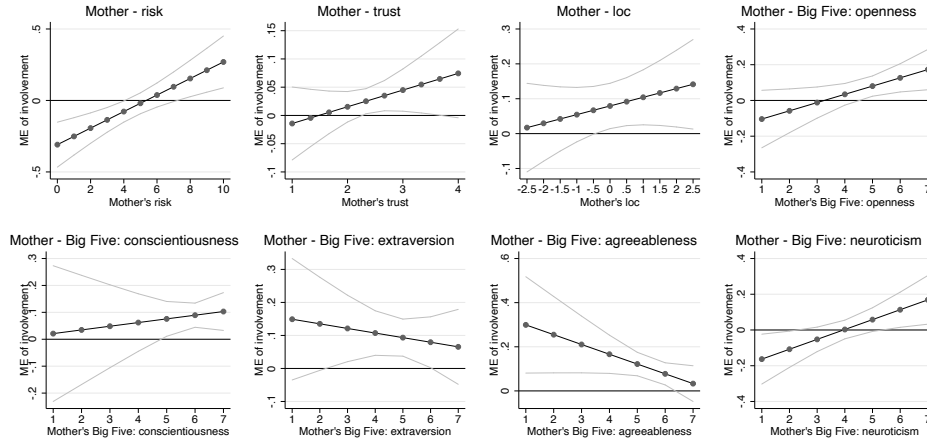 Mother - risk
ME of involvement
.5
0
-.5
0 2 4 6 8 10
Mother's risk
Mother - trust
ME of involvement
.15
.1
.05
0
-.05
-.1
1 2 3 4
Mother's trust
Mother - loc
ME of involvement
.3
.2
.1
0
-.1
-2.5 -2 -1.5 -1 -.5 0 .5 1 1.5 2 2.5
Mother's loc
Mother - Big Five: openness
ME of involvement
.4
.2
0
-.2
-.4
1 2 3 4 5 6 7
Mother's Big Five: openness
Mother - Big Five: conscientiousness
ME of involvement
.3
.2
.1
0
-.1
-.2
1 2 3 4 5 6 7
Mother's Big Five: conscientiousness
Mother - Big Five: extraversion
ME of involvement
.3
.2
.1
0
-.1
1 2 3 4 5 6 7
Mother's Big Five: extraversion
Mother - Big Five: agreeableness
ME of involvement
.6
.4
.2
0
1 2 3 4 5 6 7
Mother's Big Five: agreeableness
Mother - Big Five: neuroticism
ME of involvement
.4
.2
0
-.2
-.4
1 2 3 4 5 6 7
Mother's Big Five: neuroticism